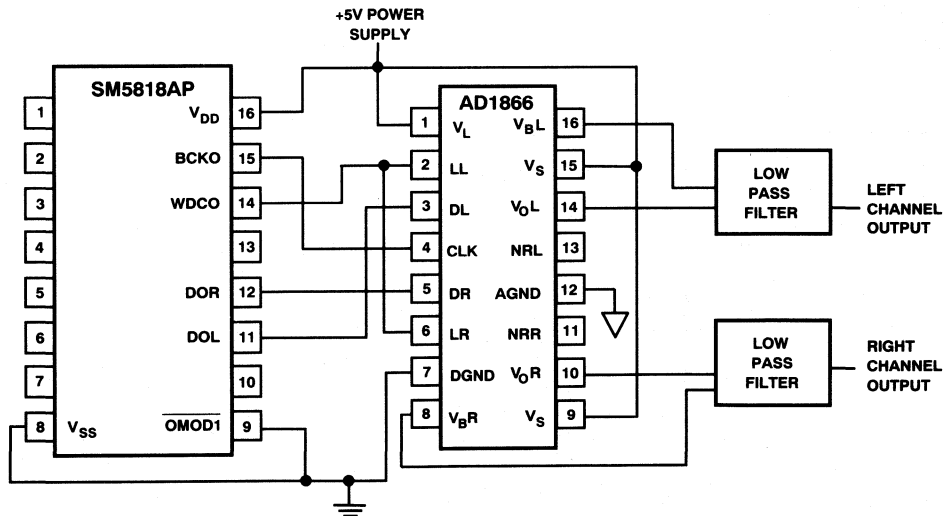 +5V POWER
SUPPLY
SM5818AP
1
2
3
4
5
6
7
8 VSS
VDD 16
BCKO 15
WDCO 14
13
DOR 12
DOL 11
10
OMOD1 9
AD1866
1 VL
2 LL
3 DL
4 CLK
5 DR
6 LR
7 DGND
8 VBR
VBL 16
VS 15
VOL 14
NRL 13
AGND 12
NRR 11
VOR 10
VS 9
LOW
PASS
FILTER
LEFT
CHANNEL
OUTPUT
LOW
PASS
FILTER
RIGHT
CHANNEL
OUTPUT